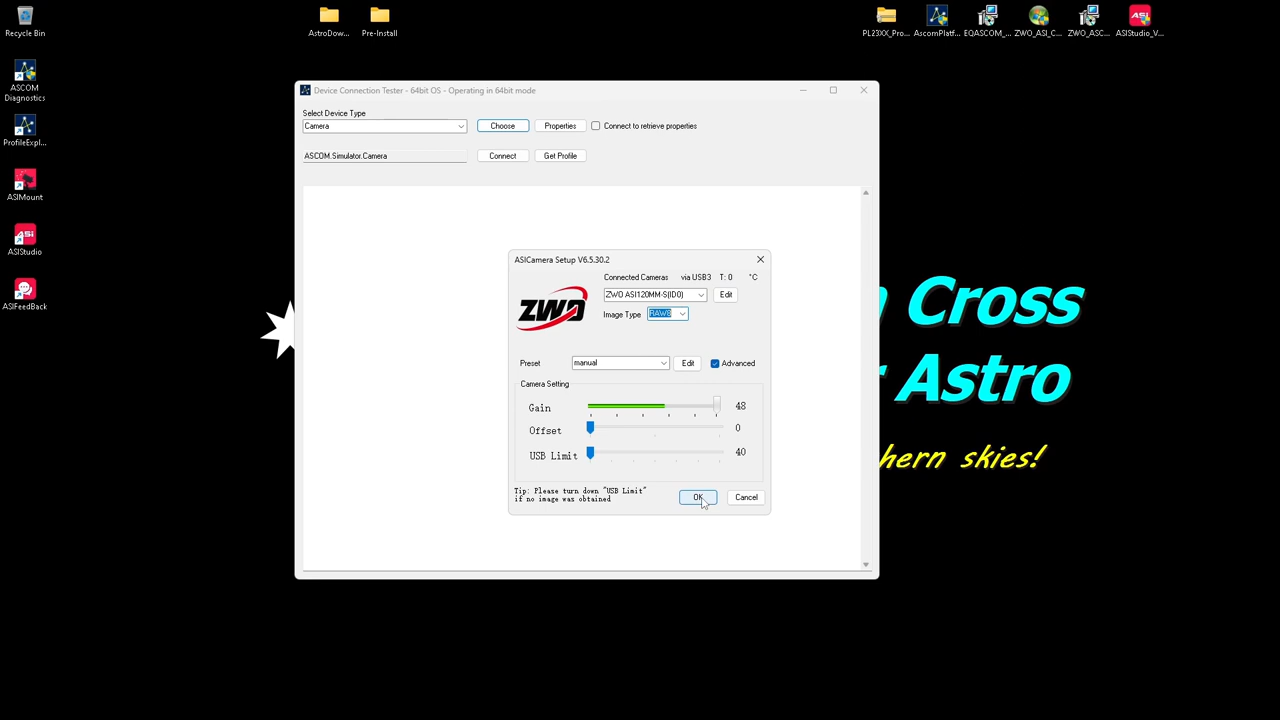 Recycle Bin
AstroDow...
Pre-Install
PL23XX_Pro...
AscomPlatf...
EQASCOM_...
ZWO_ASI_C...
ZWO_ASC...
ASIStudio_V...
ASCOM
Diagnostics
ProfileExpl...
ASIMount
ASIStudio
ASIFeedBack
Device Connection Tester - 64bit OS - Operating in 64bit mode
Select Device Type
Camera
Choose
Properties
Connect to retrieve properties
ASCOM.Simulator.Camera
Connect
Get Profile
ASICamera Setup V6.5.30.2
Connected Cameras via USB3 T: 0 °C
ZWO
ZWO ASI120MM-S(ID0)
Edit
Image Type RAW8
Preset manual Edit Advanced
Camera Setting
Gain 48
Offset 0
USB Limit 40
Tip: Please turn down "USB Limit"
if no image was obtained
OK
Cancel
Cross
Astro
hern skies!